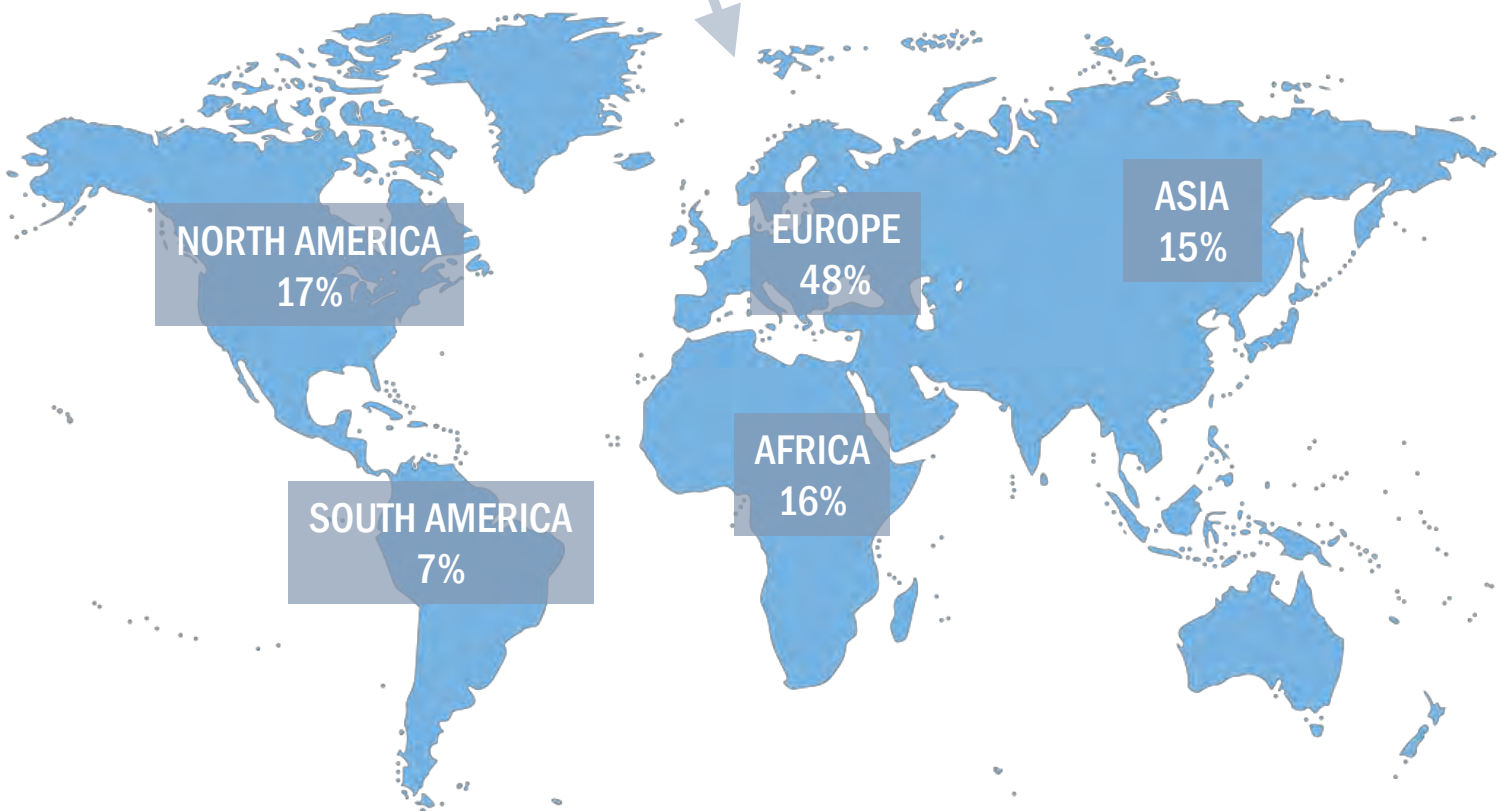 NORTH AMERICA
17%
EUROPE
48%
ASIA
15%
AFRICA
16%
SOUTH AMERICA
7%